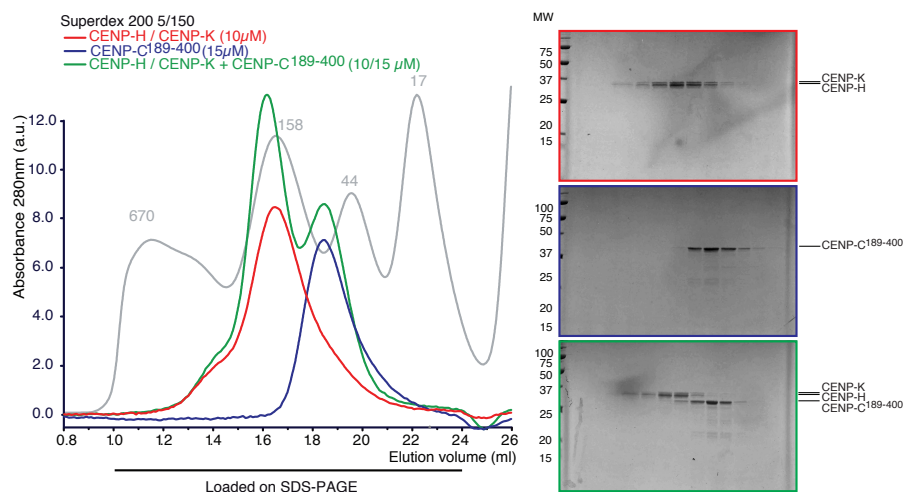 Superdex 200 5/150
CENP-H / CENP-K (10μM)
CENP-C189-400 (15μM)
CENP-H / CENP-K + CENP-C189-400 (10/15 μM)
17
158
44
670
Absorbance 280nm (a.u.)
12.0
10.0
8.0
6.0
4.0
2.0
0.0
0.8 10 12 14 16 18 20 22 24 26
Elution volume (ml)
Loaded on SDS-PAGE
MW
75
50
37
25
20
15
CENP-K
CENP-H
100
75
50
37
25
20
15
CENP-C189-400
100
75
50
37
25
20
15
CENP-K
CENP-H
CENP-C189-400